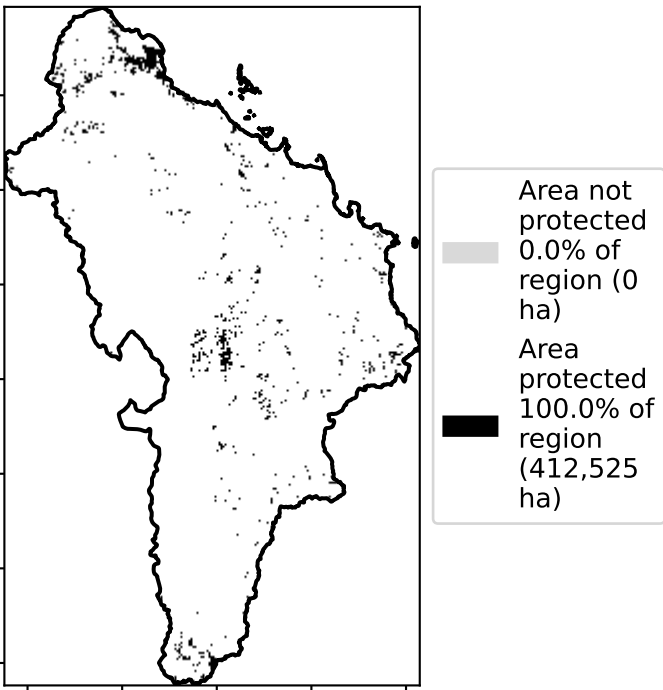 Area not
protected
0.0% of
region (0
ha)
Area
protected
100.0% of
region
(412,525
ha)